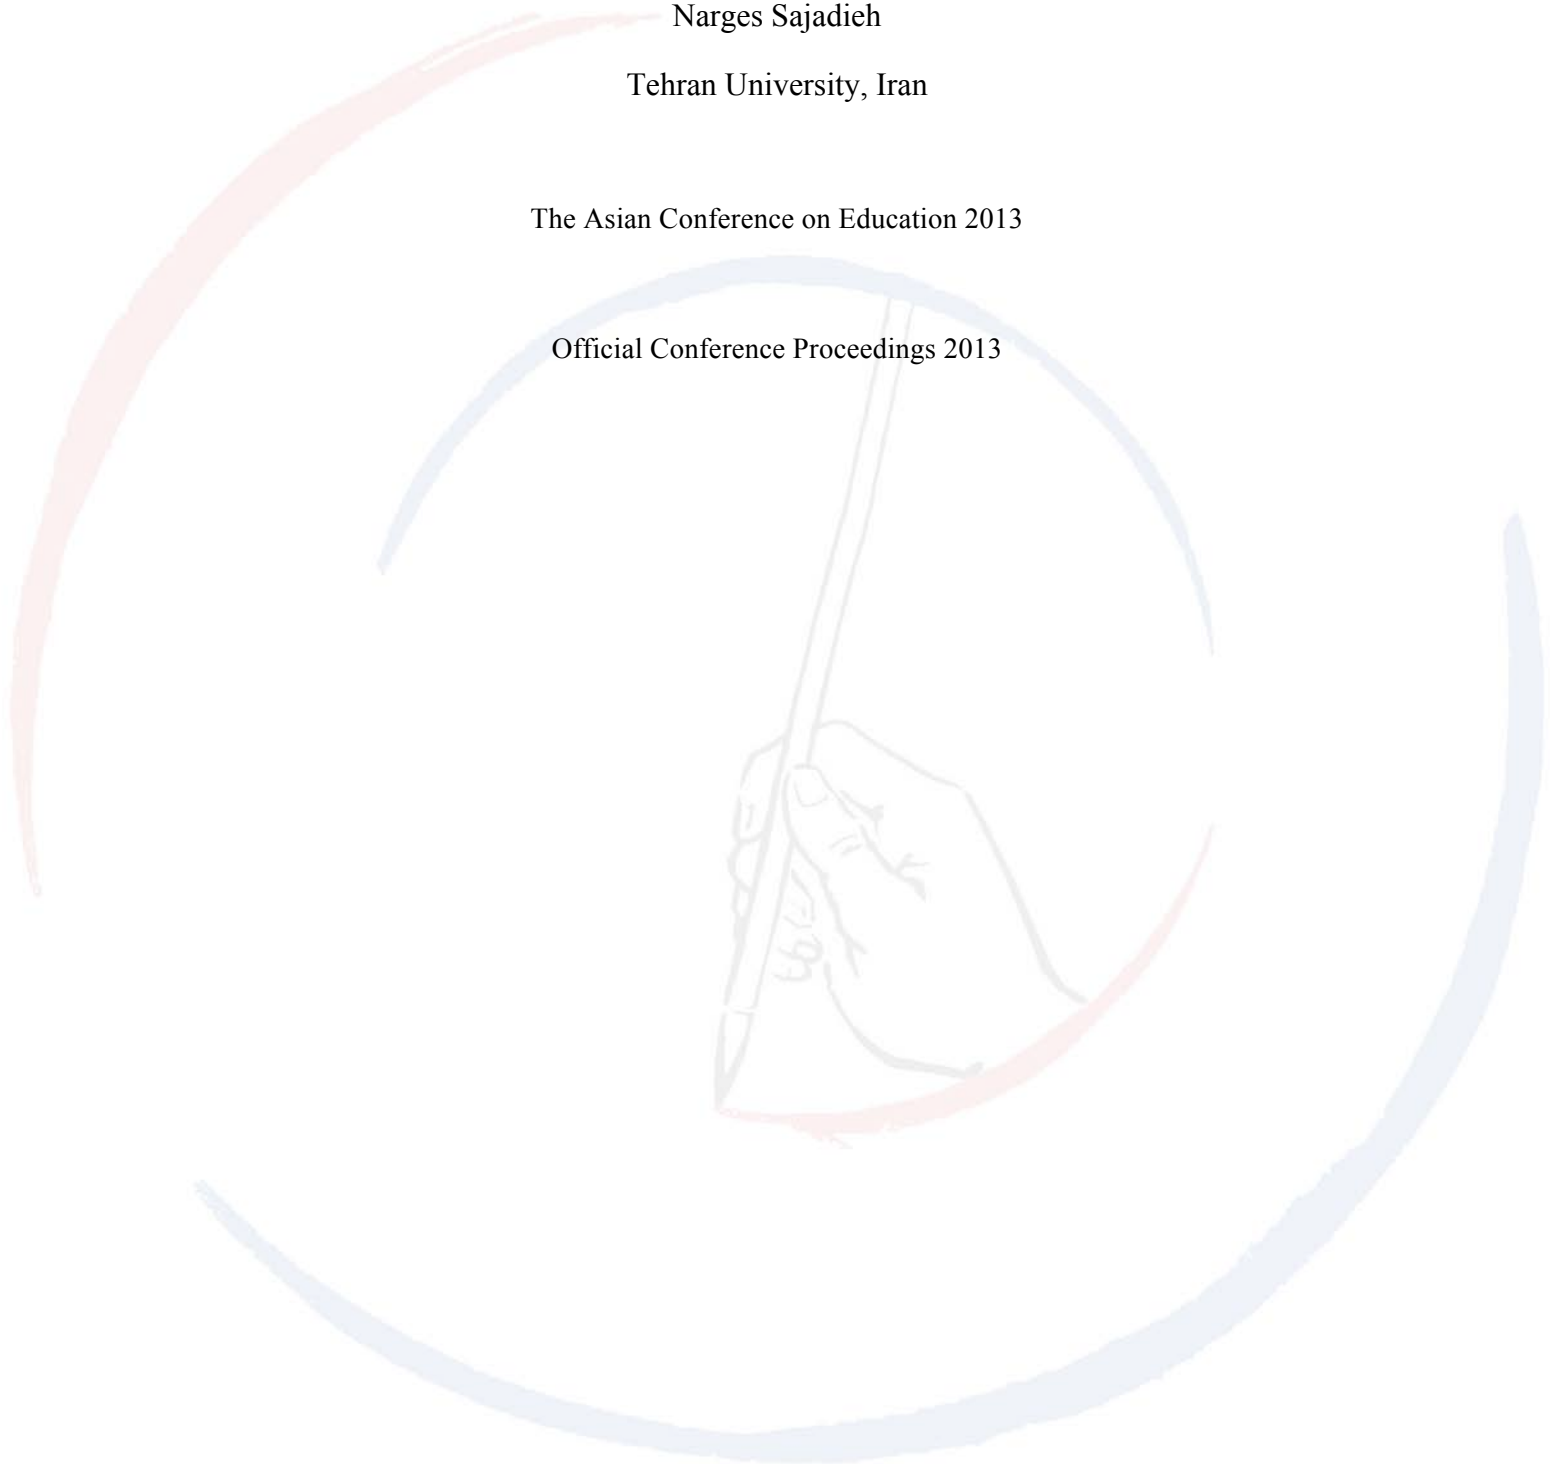 Narges Sajadieh
Tehran University, Iran
The Asian Conference on Education 2013
Official Conference Proceedings 2013